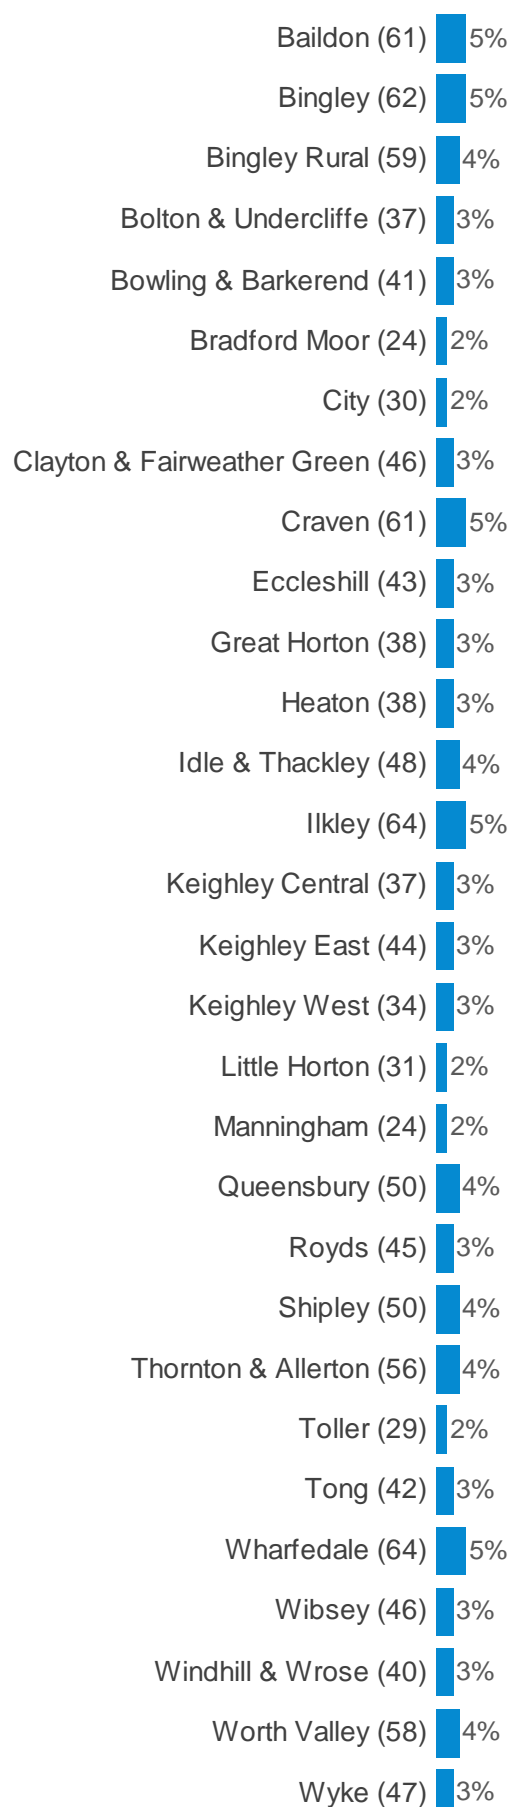 Baildon (61) 5%
Bingley (62) 5%
Bingley Rural (59) 4%
Bolton & Undercliffe (37) 3%
Bowling & Barkerend (41) 3%
Bradford Moor (24) 2%
City (30) 2%
Clayton & Fairweather Green (46) 3%
Craven (61) 5%
Eccleshill (43) 3%
Great Horton (38) 3%
Heaton (38) 3%
Idle & Thackley (48) 4%
Ilkley (64) 5%
Keighley Central (37) 3%
Keighley East (44) 3%
Keighley West (34) 3%
Little Horton (31) 2%
Manningham (24) 2%
Queensbury (50) 4%
Royds (45) 3%
Shipley (50) 4%
Thornton & Allerton (56) 4%
Toller (29) 2%
Tong (42) 3%
Wharfedale (64) 5%
Wibsey (46) 3%
Windhill & Wrose (40) 3%
Worth Valley (58) 4%
Wyke (47) 3%